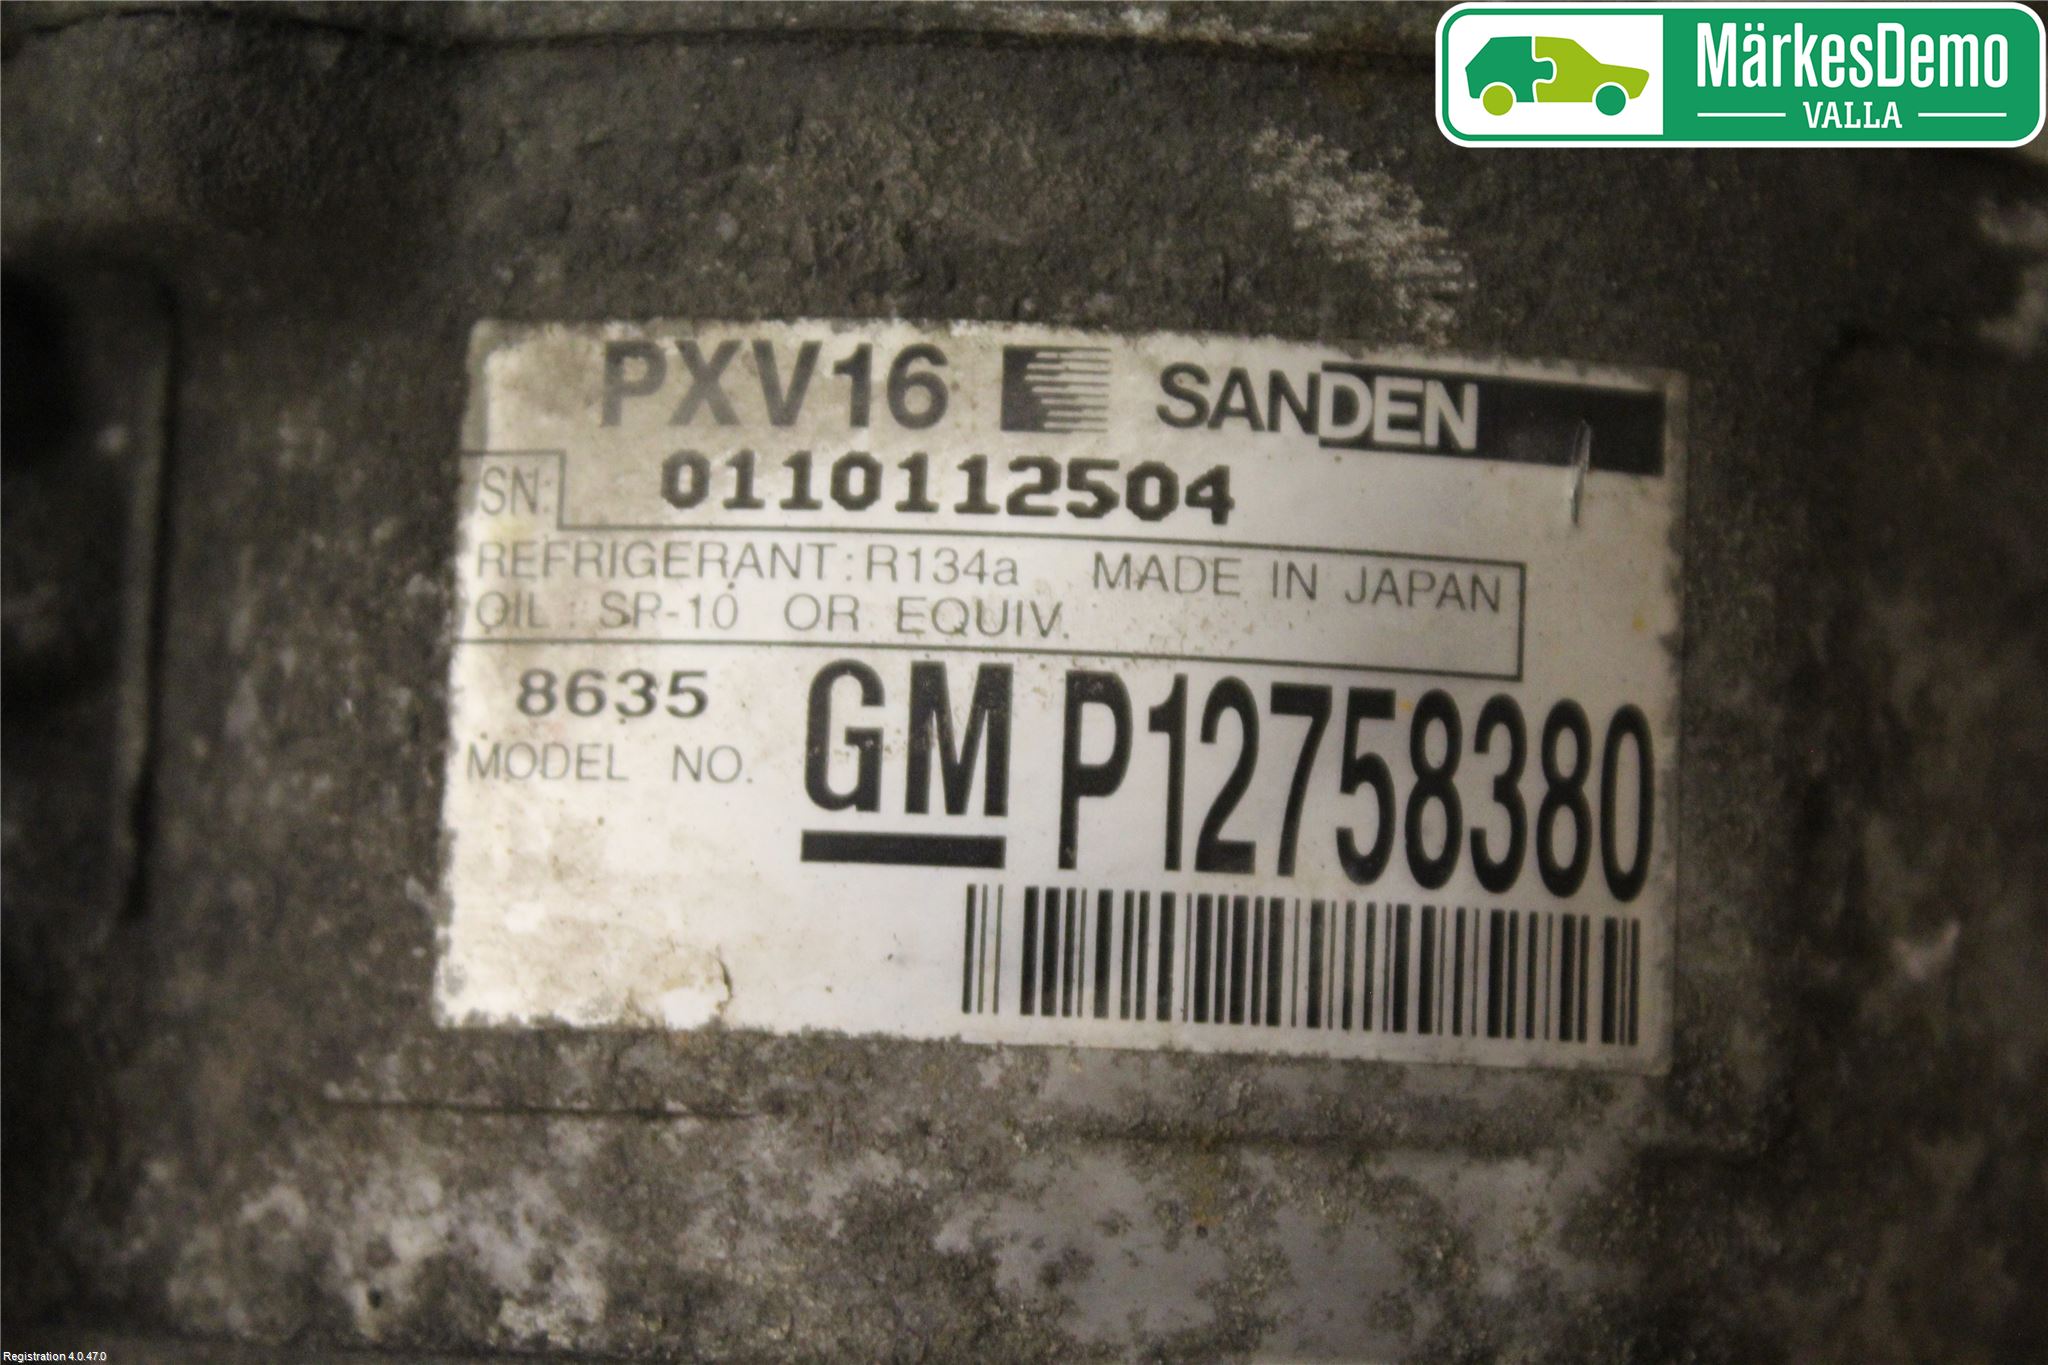 MärkesDemo
VALLA
PXV16 SANDEN
SN: 0110112504
REFRIGERANT: R134a MADE IN JAPAN
OIL: SP-10 OR EQUIV.
8635
MODEL NO.
GM P12758380
Registration 4.0.47.0